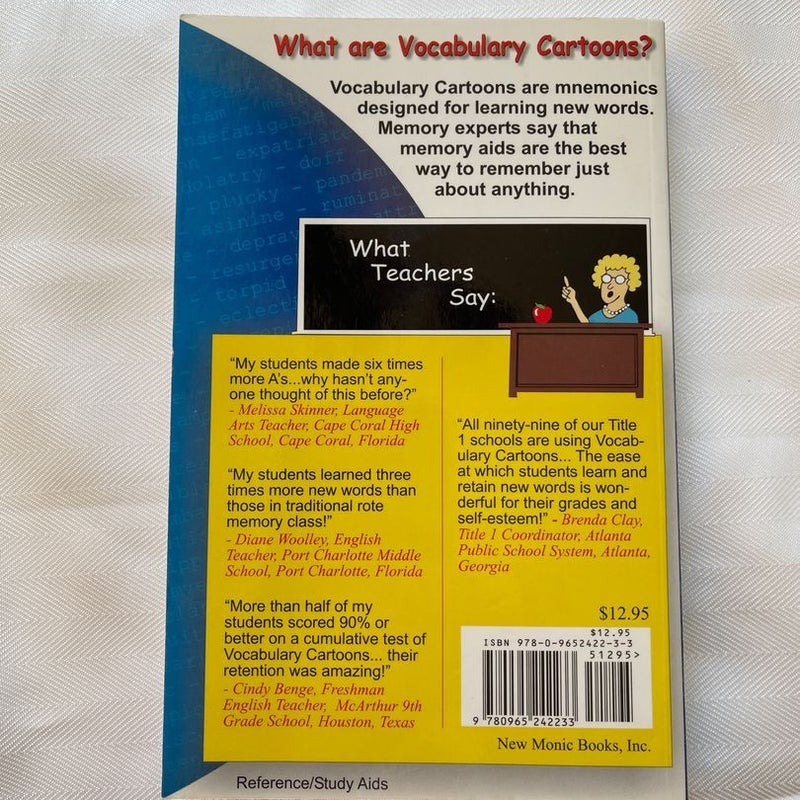 What are Vocabulary Cartoons?
Vocabulary Cartoons are mnemonics
designed for learning new words.
Memory experts say that
memory aids are the best
way to remember just
about anything.
indefatigable
- expatriate
dolatry - doff
- plucky - pandem
asinine - ruminat
- deprav
- resurge
- torpid
eclecti
What
Teachers
Say:
“My students made six times
more A's...why hasn't any-
one thought of this before?”
- Melissa Skinner, Language
Arts Teacher, Cape Coral High
School, Cape Coral, Florida
“My students learned three
times more new words than
those in traditional rote
memory class!”
- Diane Woolley, English
Teacher, Port Charlotte Middle
School, Port Charlotte, Florida
“More than half of my
students scored 90% or
better on a cumulative test of
Vocabulary Cartoons... their
retention was amazing!”
- Cindy Benge, Freshman
English Teacher, McArthur 9th
Grade School, Houston, Texas
“All ninety-nine of our Title
1 schools are using Vocab-
ulary Cartoons... The ease
at which students learn and
retain new words is won-
derful for their grades and
self-esteem!” - Brenda Clay,
Title 1 Coordinator, Atlanta
Public School System, Atlanta,
Georgia
$12.95
$12.95
ISBN 978-0-9652422-3-3
51295>
9 780965 242233
New Monic Books, Inc.
Reference/Study Aids